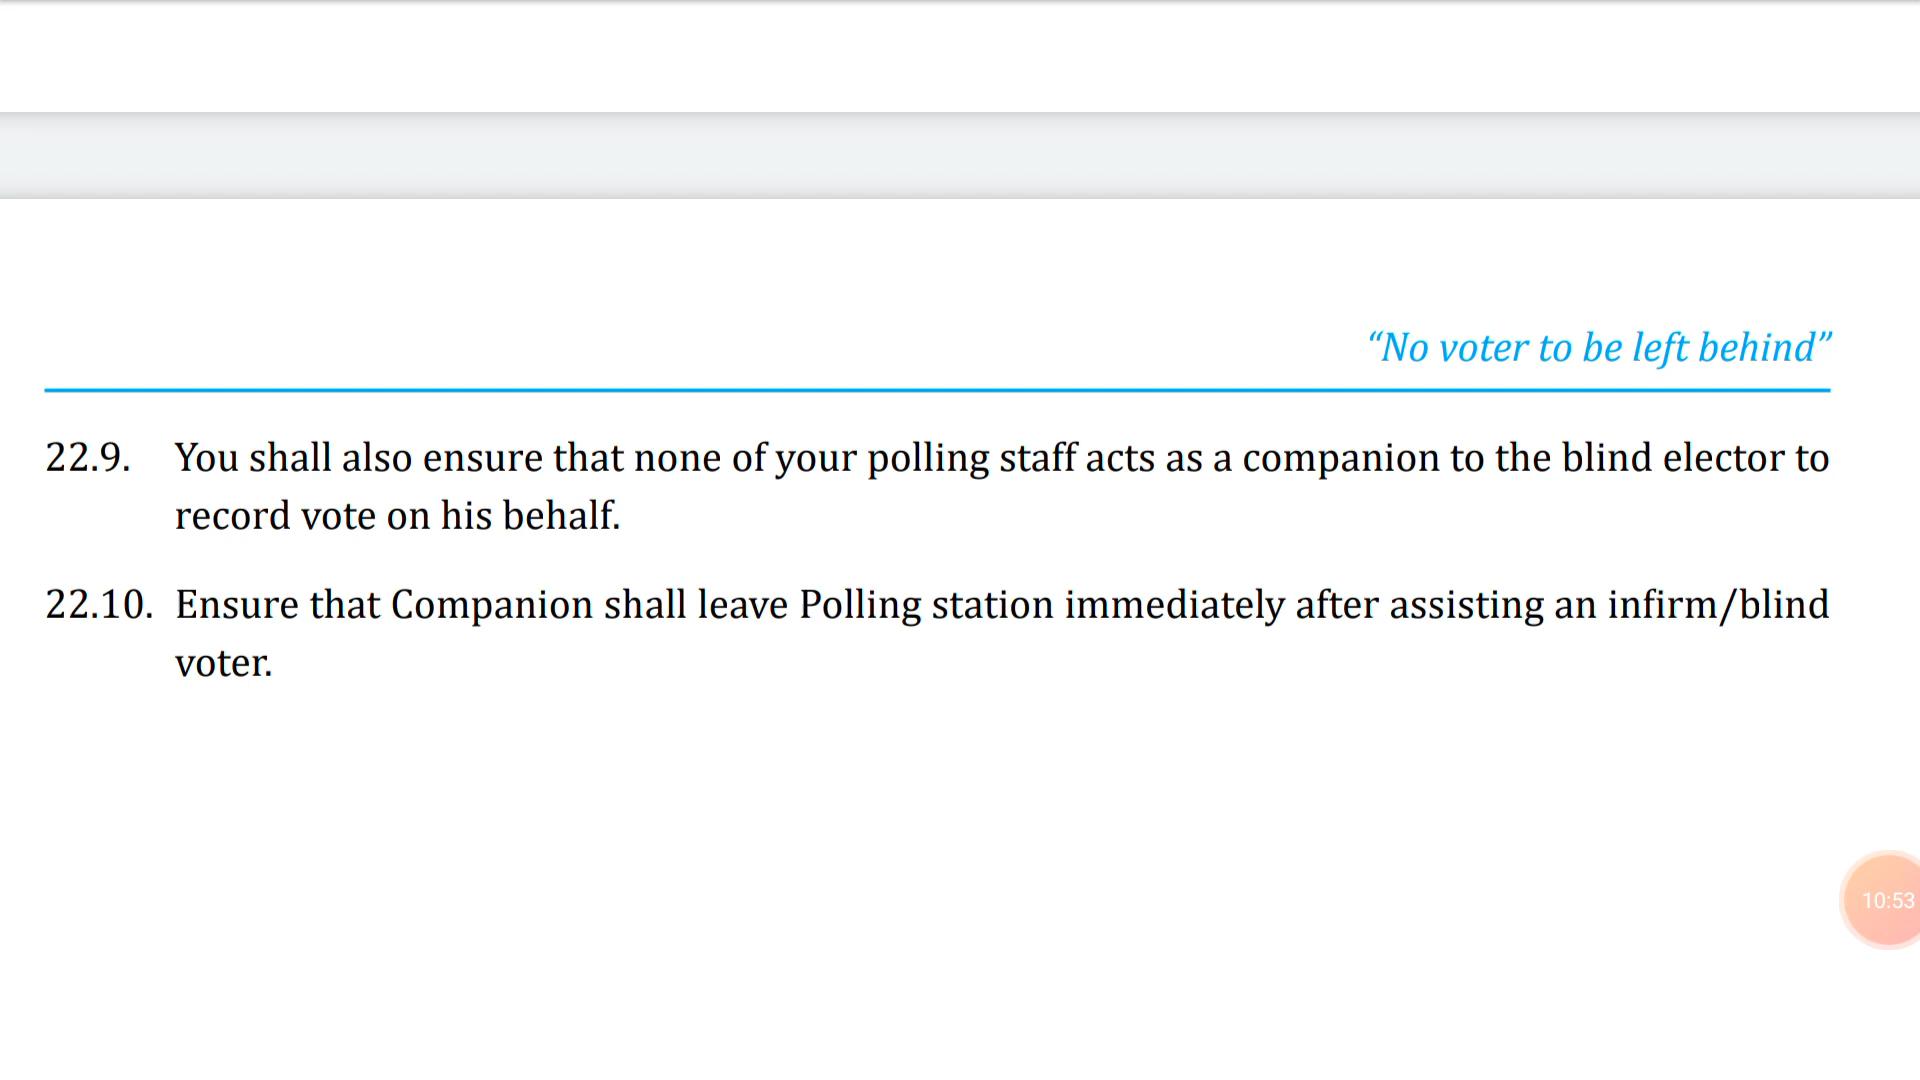 “No voter to be left behind”
22.9. You shall also ensure that none of your polling staff acts as a companion to the blind elector to
record vote on his behalf.
22.10. Ensure that Companion shall leave Polling station immediately after assisting an infirm/blind
voter.
10:53